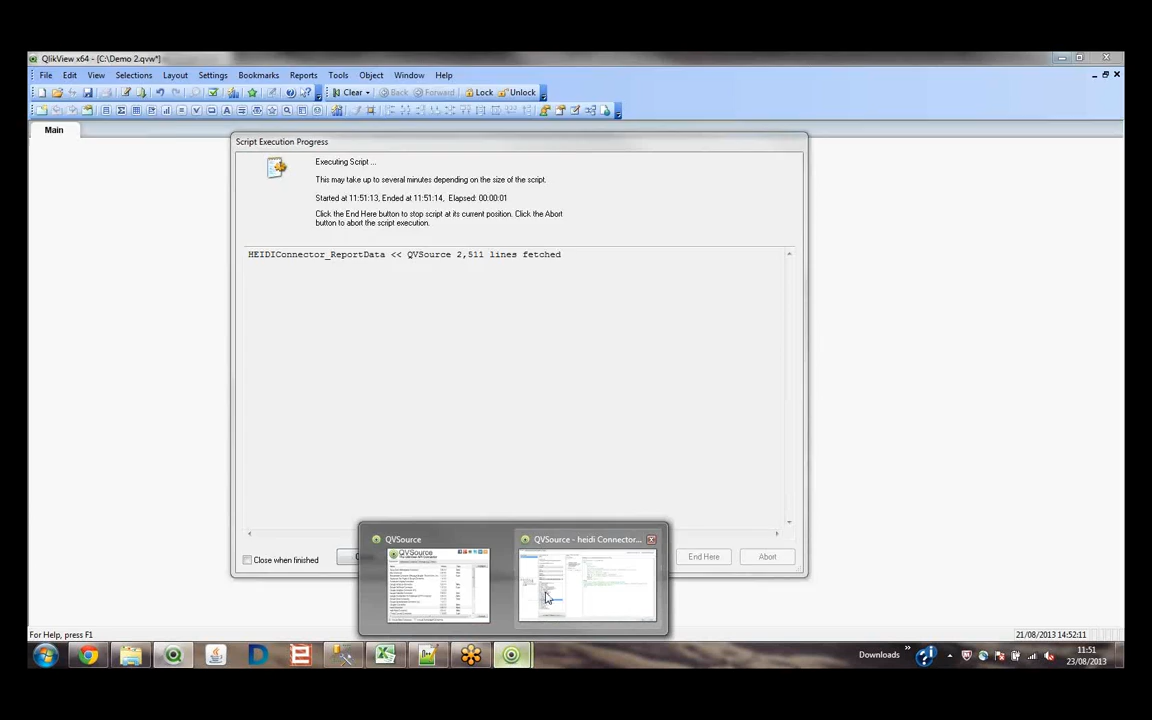 QlikView x64 - [C:\Demo 2.qvw*]
File Edit View Selections Layout Settings Bookmarks Reports Tools Object Window Help
Clear Back Forward Lock Unlock
Main
Script Execution Progress
Executing Script ...
This may take up to several minutes depending on the size of the script.
Started at 11:51:13, Ended at 11:51:14, Elapsed: 00:00:01
Click the End Here button to stop script at its current position. Click the Abort
button to abort the script execution.
HEIDIConnector_ReportData << QVSource 2,511 lines fetched
Close when finished
End Here
Abort
QVSource
QVSource - heidi Connector...
QVSource
For Help, press F1
21/08/2013 14:52:11
Downloads
11:51
23/08/2013